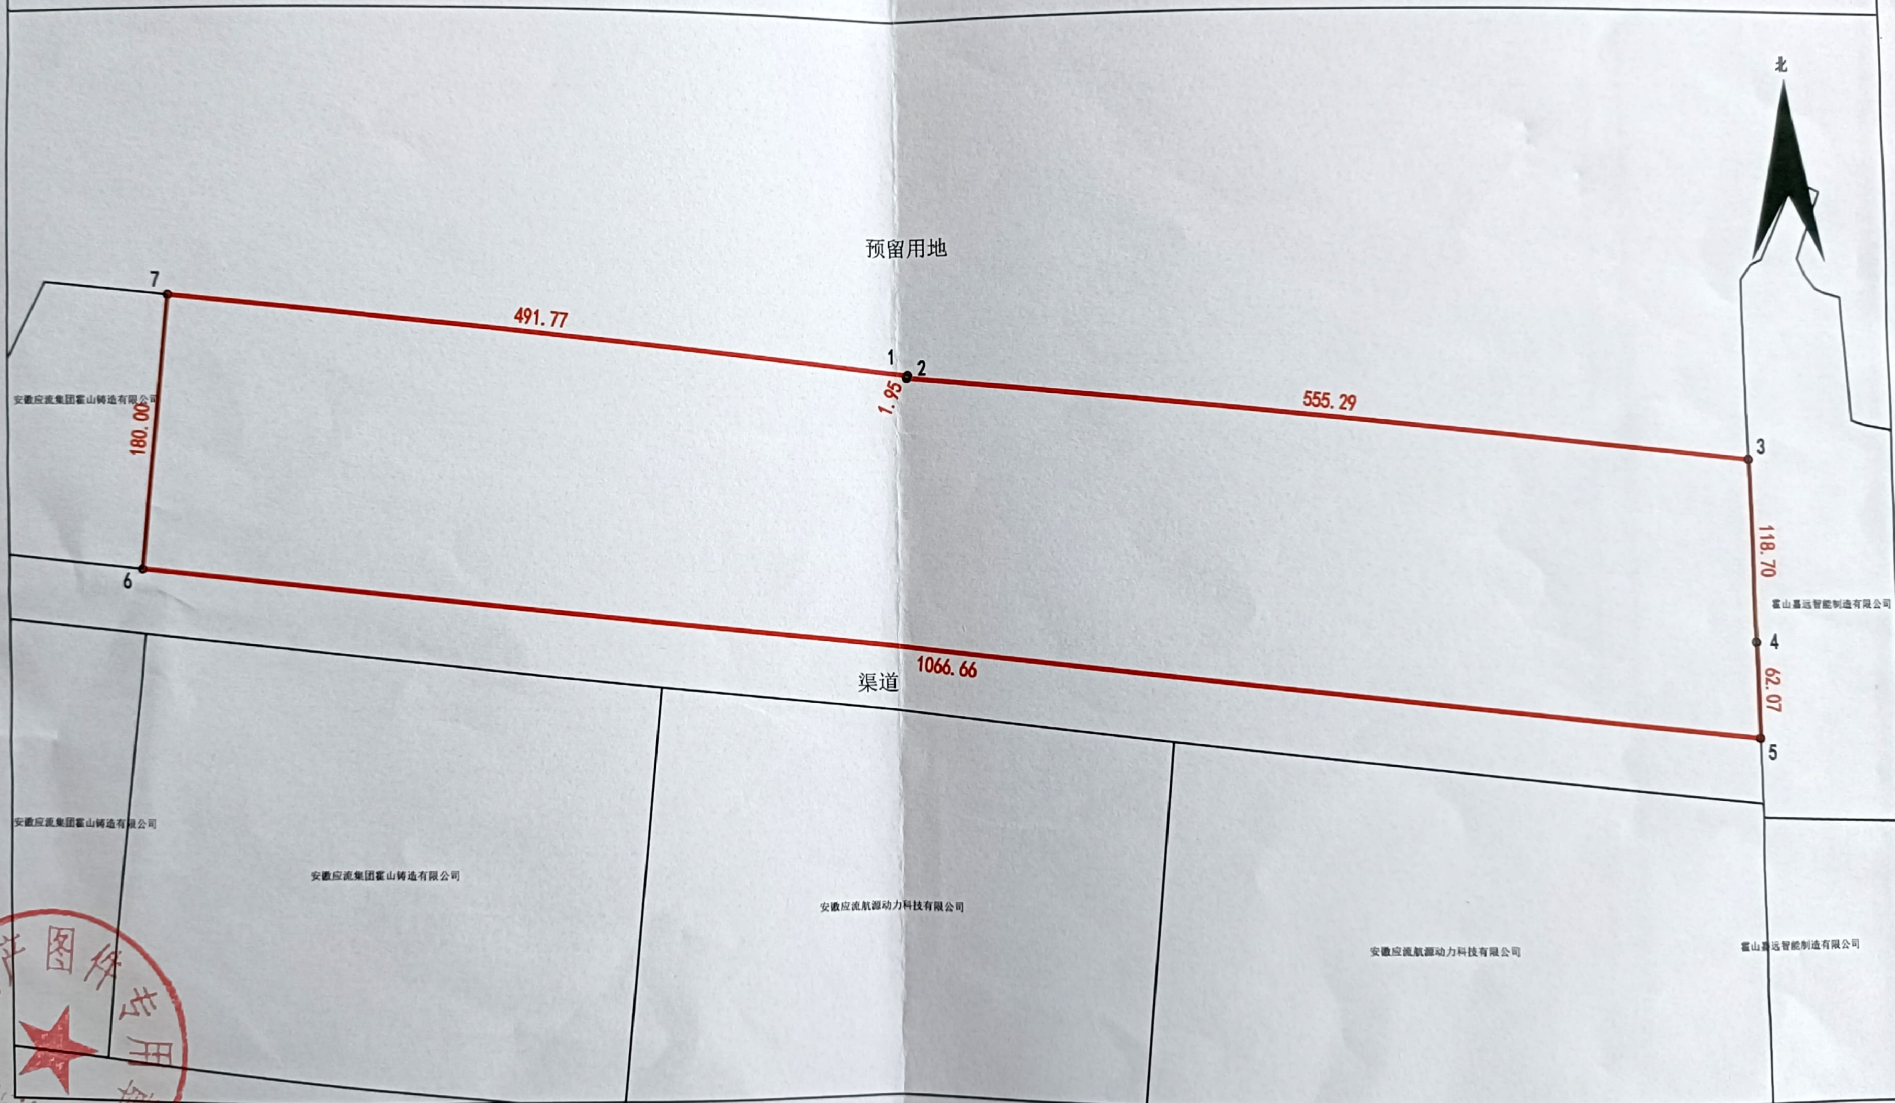 北
预留用地
7
491.77
1
2
1.95
555.29
安徽应流集团霍山铸造有限公司
180.00
3
118.70
6
霍山嘉远智能制造有限公司
4
1066.66
渠道
62.07
5
安徽应流集团霍山铸造有限公司
安徽应流集团霍山铸造有限公司
安徽应流航源动力科技有限公司
安徽应流航源动力科技有限公司
霍山嘉远智能制造有限公司
产图件专用章